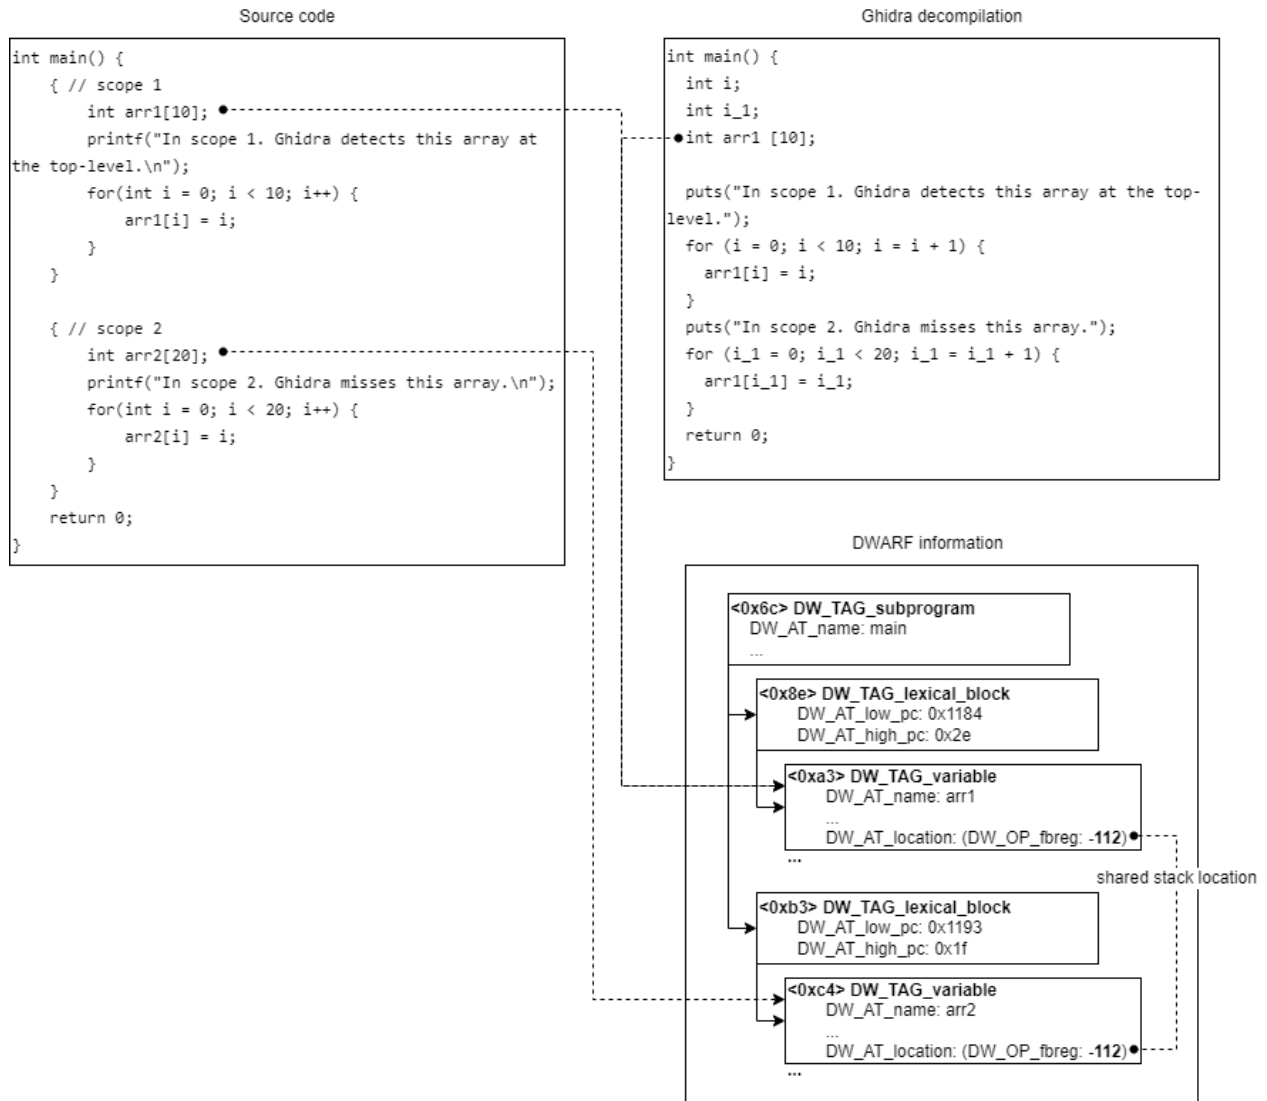 Source code
int main() {
{ // scope 1
int arr1[10];
printf("In scope 1. Ghidra detects this array at
the top-level.\n");
for(int i = 0; i < 10; i++) {
arr1[i] = i;
}
}
{ // scope 2
int arr2[20];
printf("In scope 2. Ghidra misses this array.\n");
for(int i = 0; i < 20; i++) {
arr2[i] = i;
}
}
return 0;
}
Ghidra decompilation
int main() {
int i;
int i_1;
int arr1 [10];
puts("In scope 1. Ghidra detects this array at the top-
level.");
for (i = 0; i < 10; i = i + 1) {
arr1[i] = i;
}
puts("In scope 2. Ghidra misses this array.");
for (i_1 = 0; i_1 < 20; i_1 = i_1 + 1) {
arr1[i_1] = i_1;
}
return 0;
}
DWARF information
<0x6c> DW_TAG_subprogram
DW_AT_name: main
...
<0x8e> DW_TAG_lexical_block
DW_AT_low_pc: 0x1184
DW_AT_high_pc: 0x2e
<0xa3> DW_TAG_variable
DW_AT_name: arr1
...
DW_AT_location: (DW_OP_fbreg: -112)
...
shared stack location
<0xb3> DW_TAG_lexical_block
DW_AT_low_pc: 0x1193
DW_AT_high_pc: 0x1f
<0xc4> DW_TAG_variable
DW_AT_name: arr2
...
DW_AT_location: (DW_OP_fbreg: -112)
...